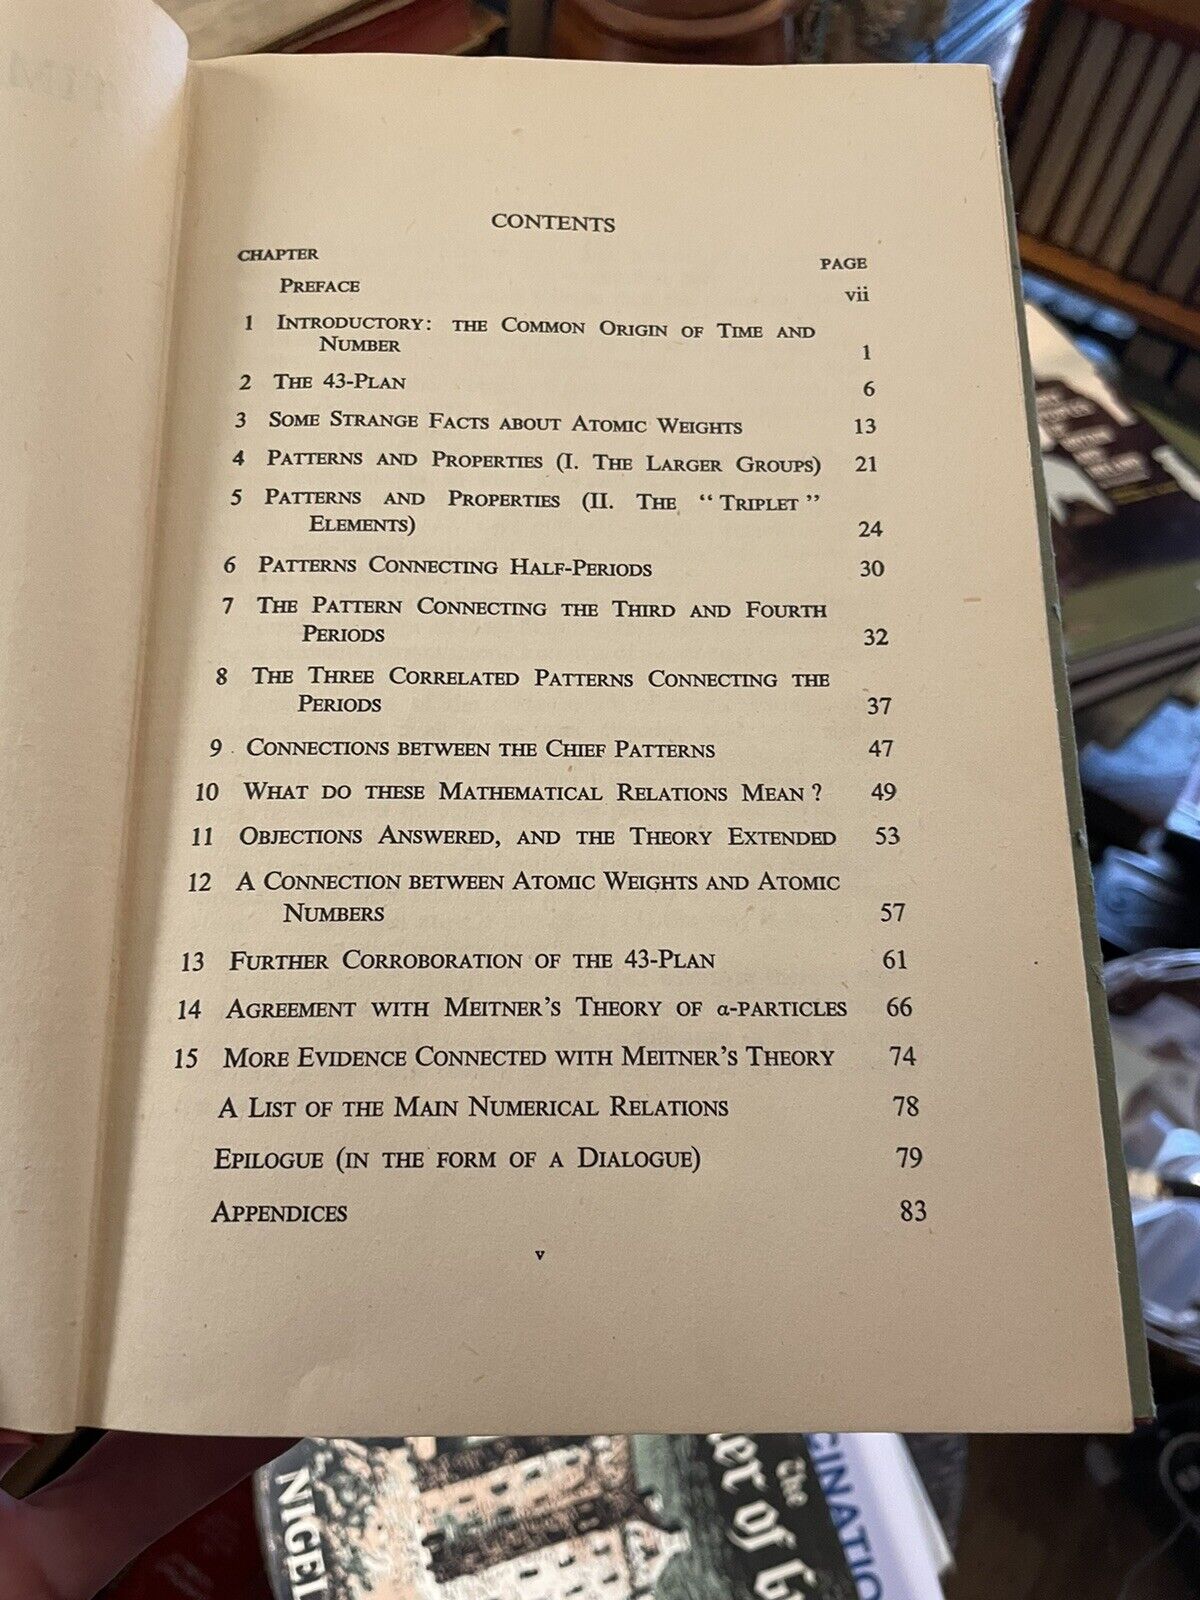 CONTENTS
CHAPTER PAGE
PREFACE vii
1 INTRODUCTORY: THE COMMON ORIGIN OF TIME AND
NUMBER 1
2 THE 43-PLAN 6
3 SOME STRANGE FACTS ABOUT ATOMIC WEIGHTS 13
4 PATTERNS AND PROPERTIES (I. THE LARGER GROUPS) 21
5 PATTERNS AND PROPERTIES (II. THE “TRIPLET”
ELEMENTS) 24
6 PATTERNS CONNECTING HALF-PERIODS 30
7 THE PATTERN CONNECTING THE THIRD AND FOURTH
PERIODS 32
8 THE THREE CORRELATED PATTERNS CONNECTING THE
PERIODS 37
9 CONNECTIONS BETWEEN THE CHIEF PATTERNS 47
10 WHAT DO THESE MATHEMATICAL RELATIONS MEAN? 49
11 OBJECTIONS ANSWERED, AND THE THEORY EXTENDED 53
12 A CONNECTION BETWEEN ATOMIC WEIGHTS AND ATOMIC
NUMBERS 57
13 FURTHER CORROBORATION OF THE 43-PLAN 61
14 AGREEMENT WITH MEITNER'S THEORY OF α-PARTICLES 66
15 MORE EVIDENCE CONNECTED WITH MEITNER'S THEORY 74
A LIST OF THE MAIN NUMERICAL RELATIONS 78
EPILOGUE (IN THE FORM OF A DIALOGUE) 79
APPENDICES 83
v
NIGEL
The
of